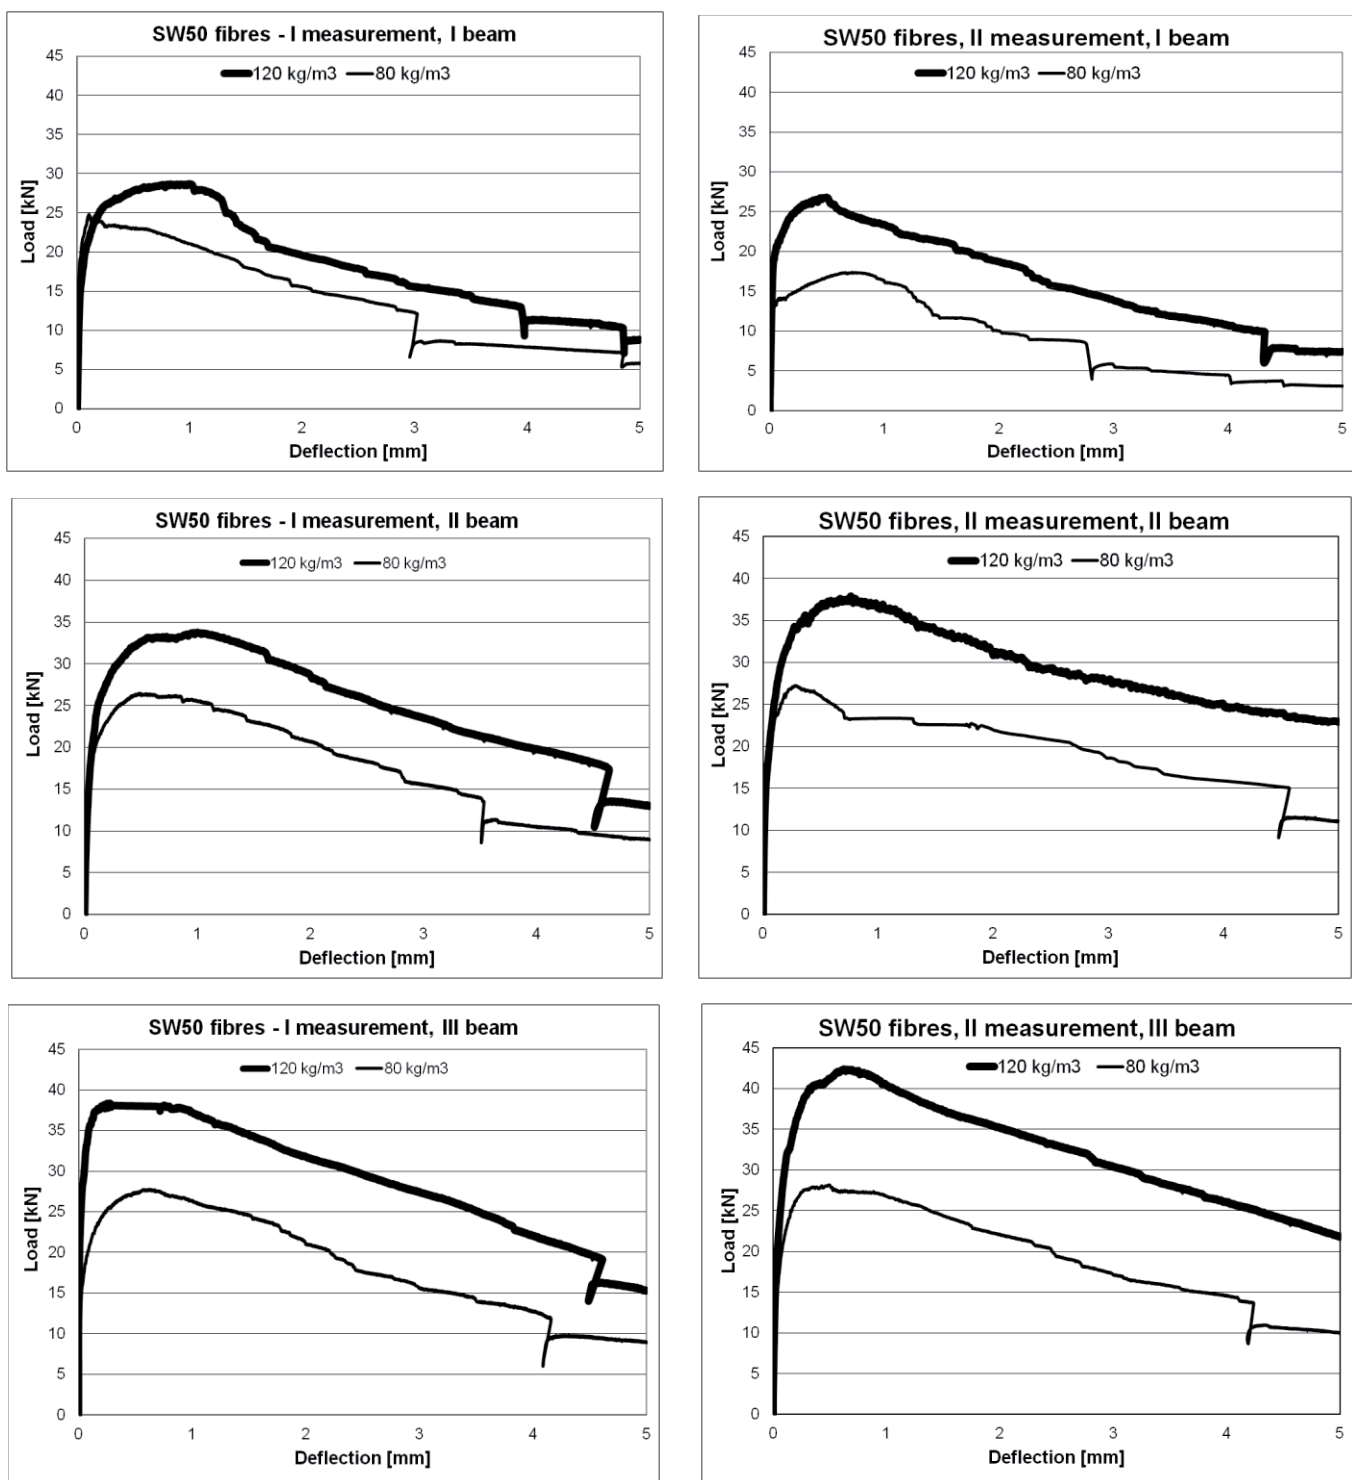 SW50 fibres - I measurement, I beam
120 kg/m3 80 kg/m3
45
40
35
30
25
20
15
10
5
0
Load [kN]
0 1 2 3 4 5
Deflection [mm]
SW50 fibres, II measurement, I beam
120 kg/m3 80 kg/m3
45
40
35
30
25
20
15
10
5
0
Load [kN]
0 1 2 3 4 5
Deflection [mm]
SW50 fibres - I measurement, II beam
120 kg/m3 80 kg/m3
45
40
35
30
25
20
15
10
5
0
Load [kN]
0 1 2 3 4 5
Deflection [mm]
SW50 fibres, II measurement, II beam
120 kg/m3 80 kg/m3
45
40
35
30
25
20
15
10
5
0
Load [kN]
0 1 2 3 4 5
Deflection [mm]
SW50 fibres - I measurement, III beam
120 kg/m3 80 kg/m3
45
40
35
30
25
20
15
10
5
0
Load [kN]
0 1 2 3 4 5
Deflection [mm]
SW50 fibres, II measurement, III beam
120 kg/m3 80 kg/m3
45
40
35
30
25
20
15
10
5
0
Load [kN]
0 1 2 3 4 5
Deflection [mm]